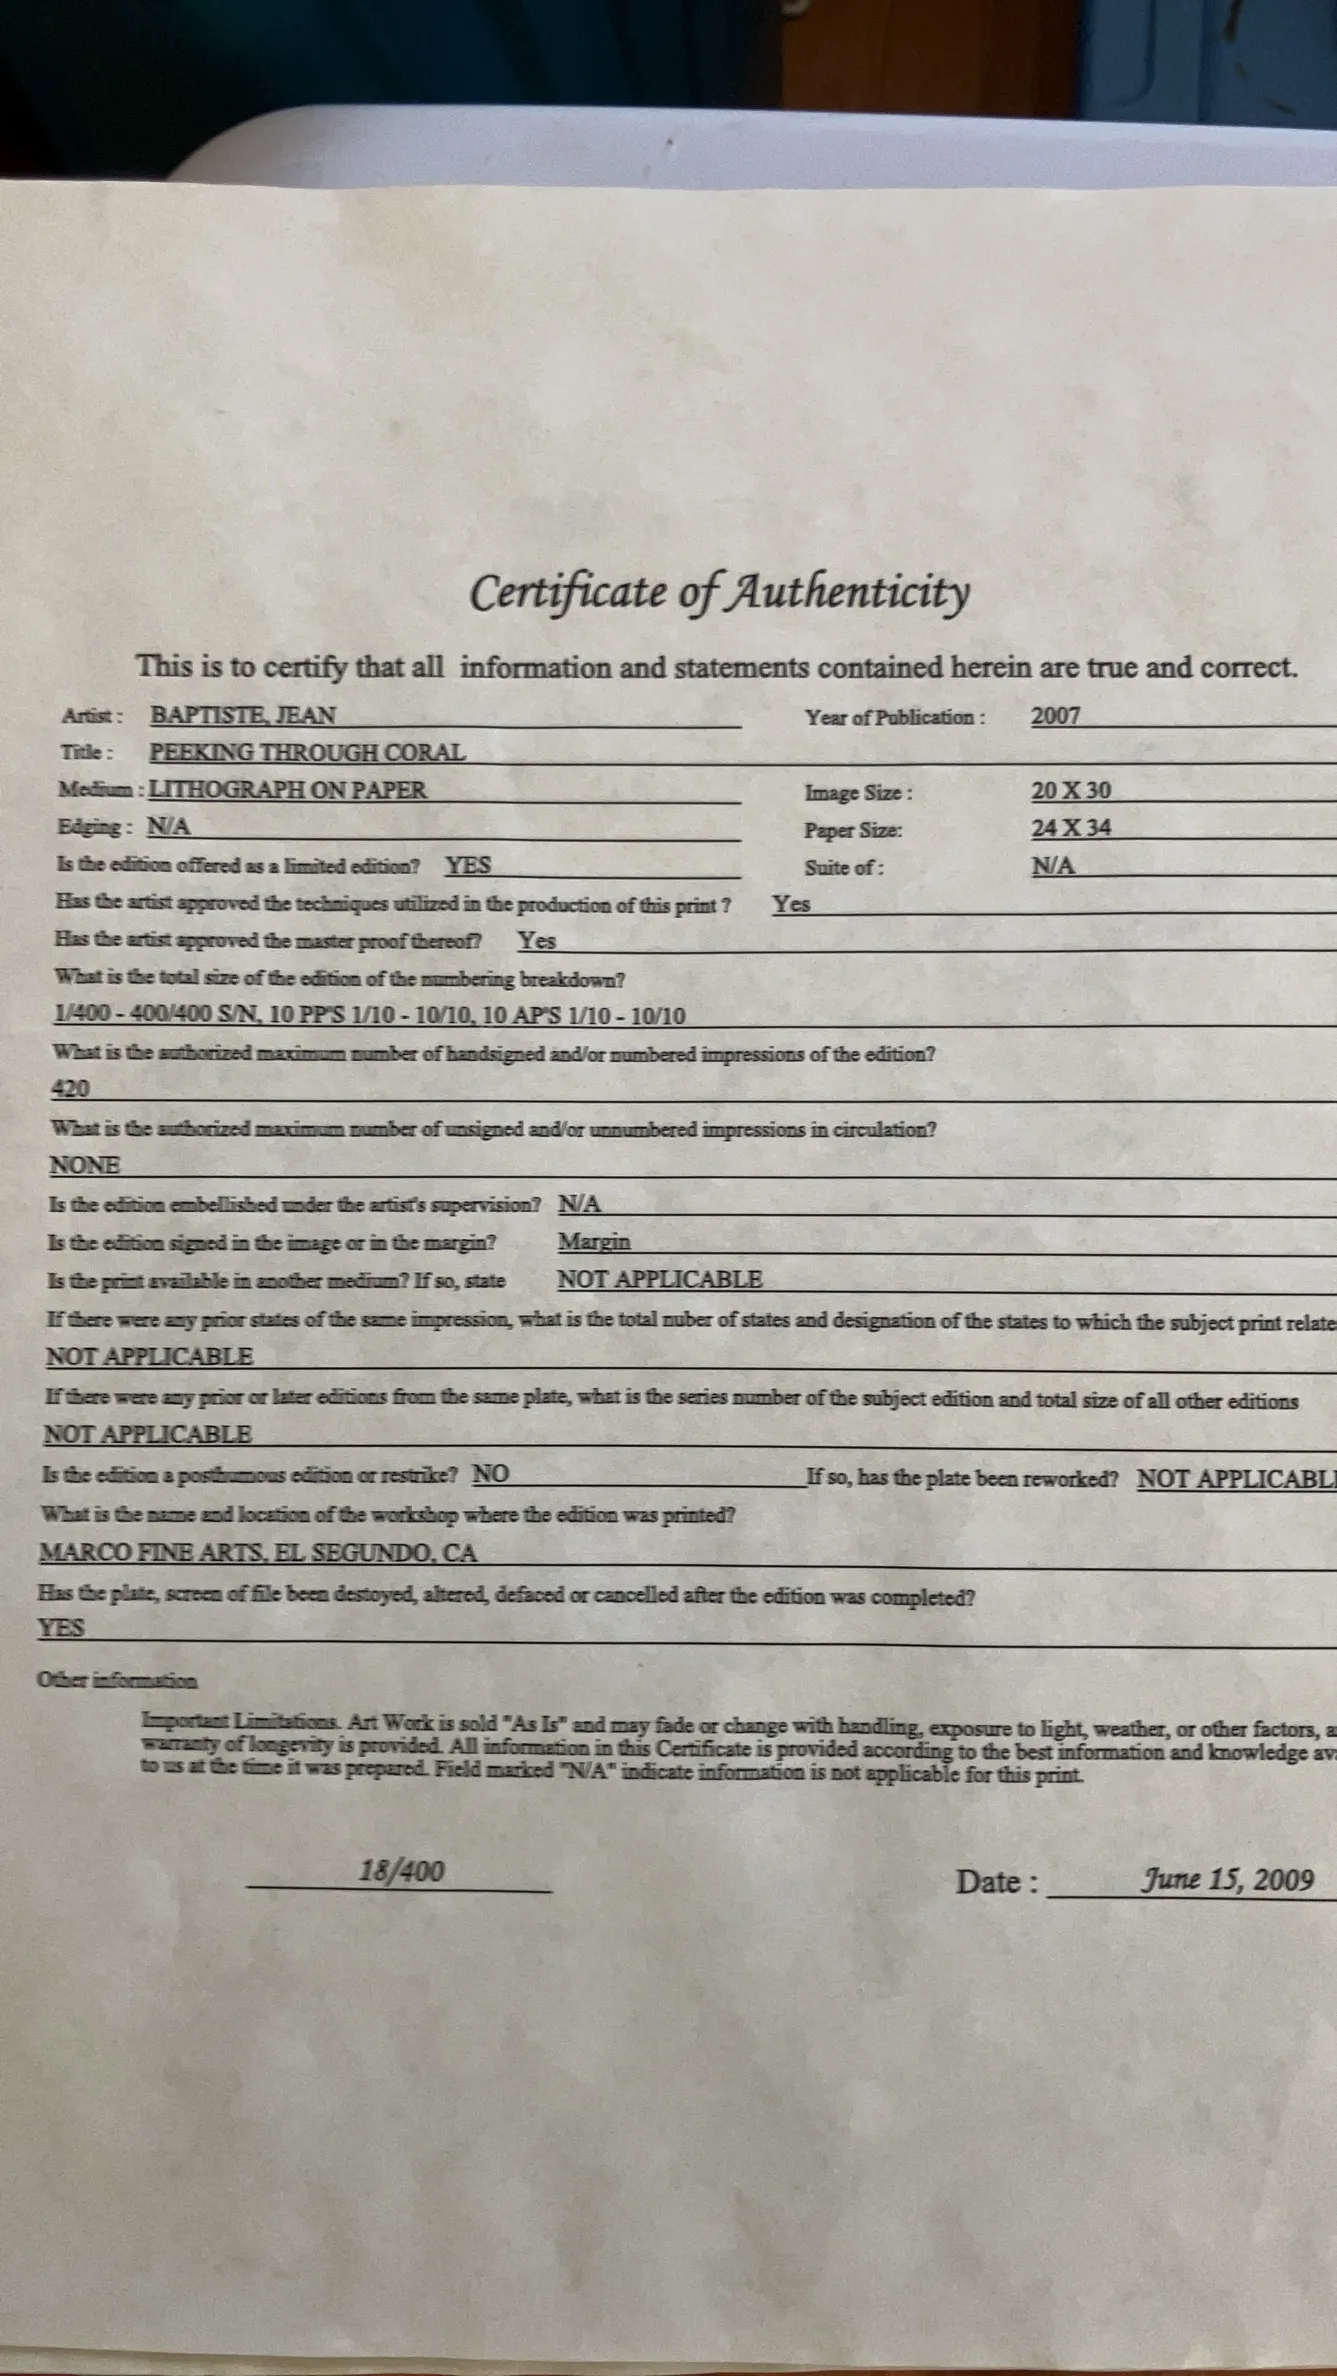 Certificate of Authenticity
This is to certify that all information and statements contained herein are true and correct.
Artist : BAPTISTE, JEAN Year of Publication : 2007
Title : PEEKING THROUGH CORAL
Medium : LITHOGRAPH ON PAPER Image Size : 20 X 30
Edging : N/A Paper Size: 24 X 34
Is the edition offered as a limited edition? YES Suite of : N/A
Has the artist approved the techniques utilized in the production of this print ? Yes
Has the artist approved the master proof thereof? Yes
What is the total size of the edition of the numbering breakdown?
1/400 - 400/400 S/N, 10 PP'S 1/10 - 10/10, 10 AP'S 1/10 - 10/10
What is the authorized maximum number of handsigned and/or numbered impressions of the edition?
420
What is the authorized maximum number of unsigned and/or unnumbered impressions in circulation?
NONE
Is the edition embellished under the artist's supervision? N/A
Is the edition signed in the image or in the margin? Margin
Is the print available in another medium? If so, state NOT APPLICABLE
If there were any prior states of the same impression, what is the total nuber of states and designation of the states to which the subject print relate
NOT APPLICABLE
If there were any prior or later editions from the same plate, what is the series number of the subject edition and total size of all other editions
NOT APPLICABLE
Is the edition a posthumous edition or restrike? NO If so, has the plate been reworked? NOT APPLICABL
What is the name and location of the workshop where the edition was printed?
MARCO FINE ARTS, EL SEGUNDO, CA
Has the plate, screen of file been destoyed, altered, defaced or cancelled after the edition was completed?
YES
Other information
Important Limitations. Art Work is sold "As Is" and may fade or change with handling, exposure to light, weather, or other factors,
warranty of longevity is provided. All information in this Certificate is provided according to the best information and knowledge
to us at the time it was prepared. Field marked "N/A" indicate information is not applicable for this print.
18/400 Date : June 15, 2009